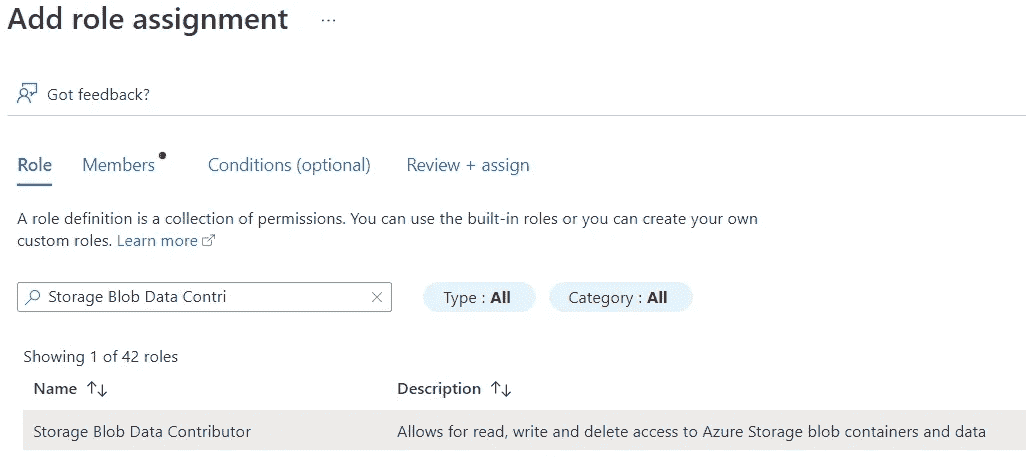 Add role assignment ...
Got feedback?
Role Members Conditions (optional) Review + assign
A role definition is a collection of permissions. You can use the built-in roles or you can create your own
custom roles. Learn more
Storage Blob Data Contri Type : All Category : All
Showing 1 of 42 roles
Name Description
Storage Blob Data Contributor Allows for read, write and delete access to Azure Storage blob containers and data